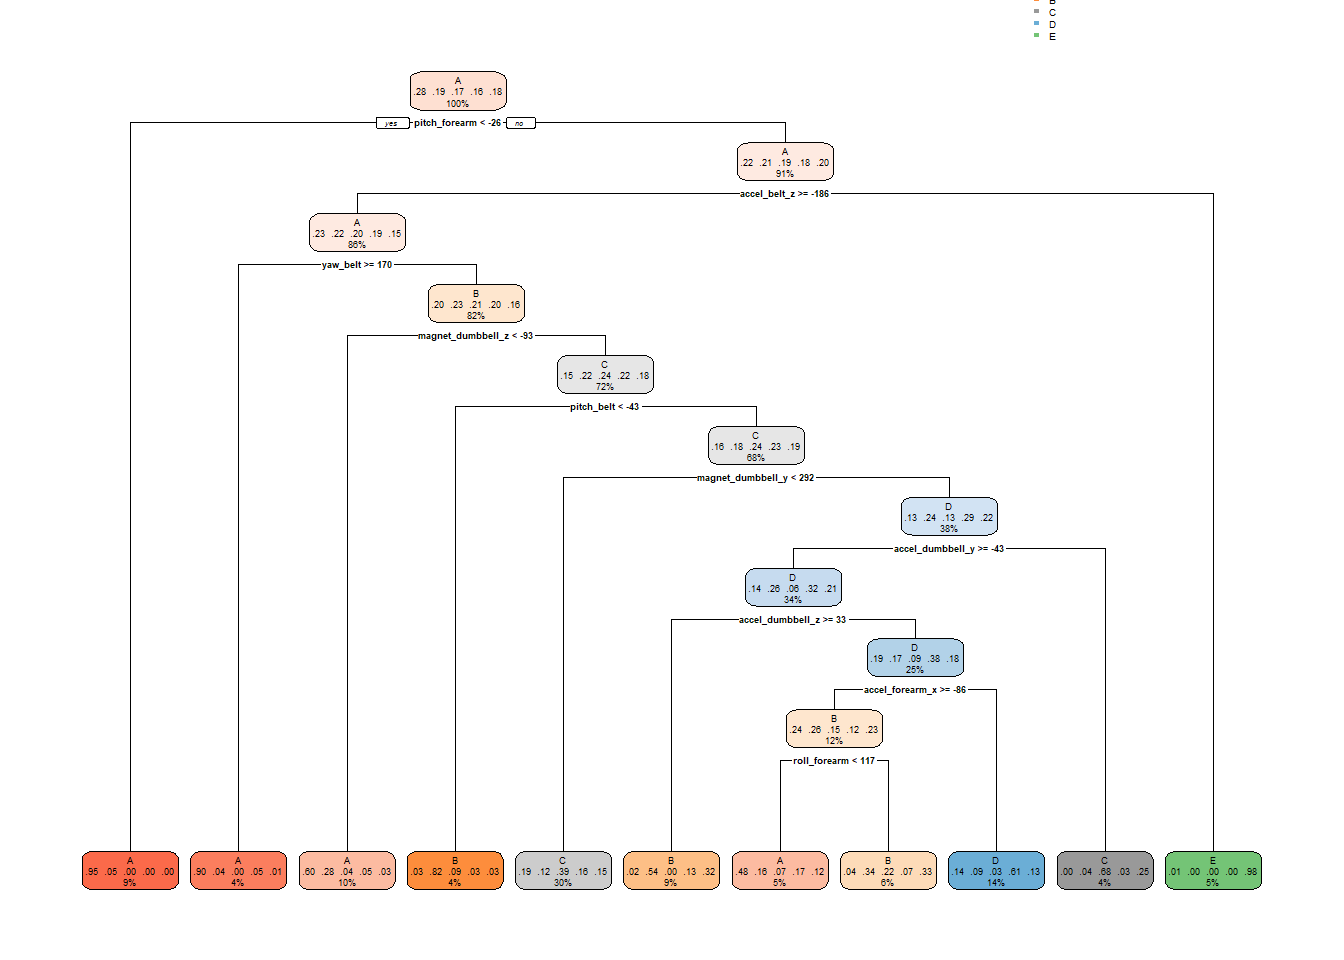 B
C
D
E
A
.28 .19 .17 .16 .18
100%
yes pitch_forearm < -26 no
A
.22 .21 .19 .18 .20
91%
accel_belt_z >= -186
A
.23 .22 .20 .19 .15
86%
yaw_belt >= 170
B
.20 .23 .21 .20 .16
82%
magnet_dumbbell_z < -93
C
.15 .22 .24 .22 .18
72%
pitch_belt < -43
C
.16 .18 .24 .23 .19
68%
magnet_dumbbell_y < 292
D
.13 .24 .13 .29 .22
38%
accel_dumbbell_y >= -43
D
.14 .26 .06 .32 .21
34%
accel_dumbbell_z >= 33
D
.19 .17 .09 .38 .18
25%
accel_forearm_x >= -86
B
.24 .26 .15 .12 .23
12%
roll_forearm < 117
A
.95 .05 .00 .00 .00
9%
A
.90 .04 .00 .05 .01
4%
A
.60 .28 .04 .05 .03
10%
B
.03 .82 .09 .03 .03
4%
C
.19 .12 .39 .16 .15
30%
B
.02 .54 .00 .13 .32
9%
A
.48 .16 .07 .17 .12
5%
B
.04 .34 .22 .07 .33
6%
D
.14 .09 .03 .61 .13
14%
C
.00 .04 .68 .03 .25
4%
E
.01 .00 .00 .00 .98
5%